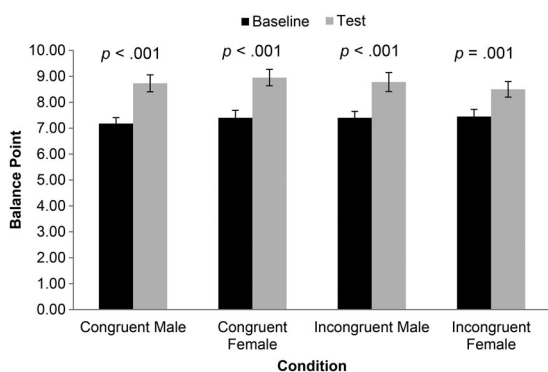 Baseline Test
10.00
9.00
8.00
7.00
6.00
5.00
4.00
3.00
2.00
1.00
0.00
Balance Point
p < .001
p < .001
p < .001
p = .001
Congruent Male
Congruent
Female
Incongruent Male
Incongruent
Female
Condition